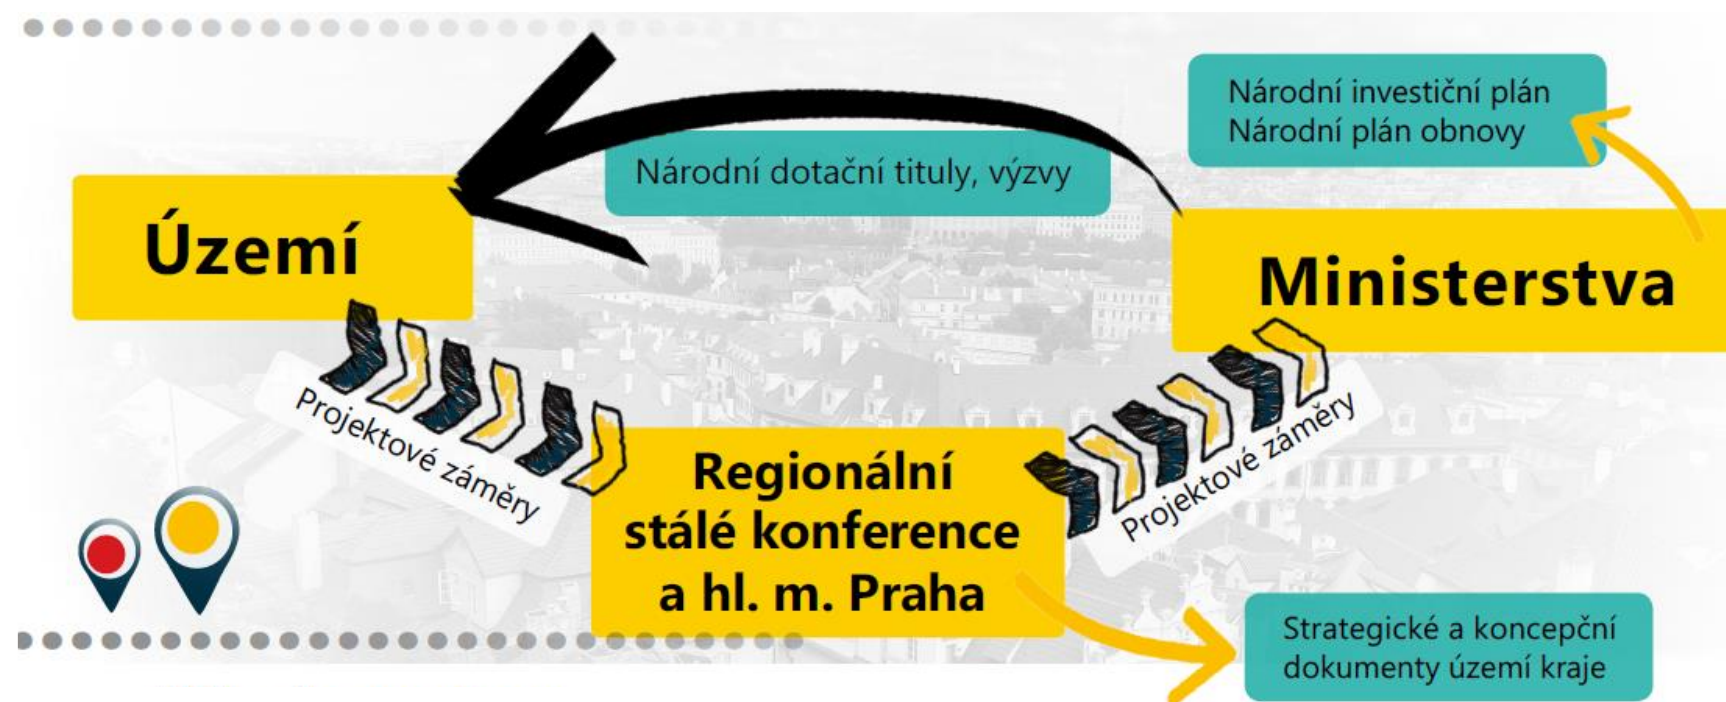 Národní investiční plán
Národní plán obnovy
Národní dotační tituly, výzvy
Území
Ministerstva
Projektové záměry
Projektové záměry
Regionální
stálé konference
a hl. m. Praha
Strategické a koncepční
dokumenty území kraje